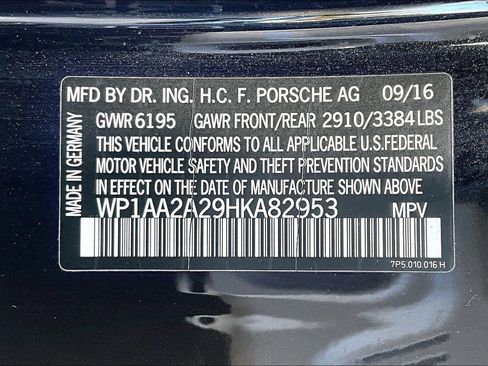 MFD BY DR. ING. H.C. F. PORSCHE AG 09/16
GVWR 6195 GAWR FRONT/REAR 2910/3384 LBS
THIS VEHICLE CONFORMS TO ALL APPLICABLE U.S.FEDERAL
MOTOR VEHICLE SAFETY AND THEFT PREVENTION STANDARDS
IN EFFECT ON THE DATE OF MANUFACTURE SHOWN ABOVE
WP1AA2A29HKA82953 MPV
7P5.010.016.H
MADE IN GERMANY